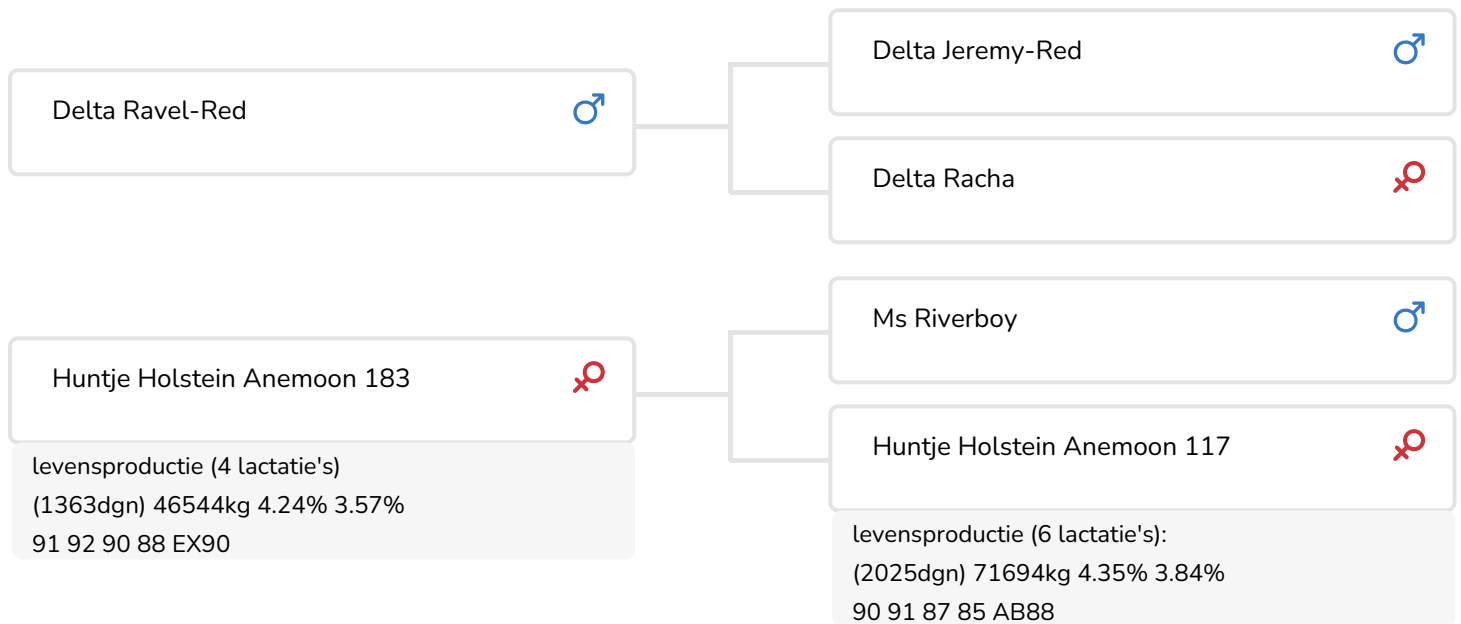 Delta Ravel-Red
Delta Jeremy-Red
Delta Racha
Huntje Holstein Anemoon 183
levensproductie (4 lactatie's)
(1363dgn) 46544kg 4.24% 3.57%
91 92 90 88 EX90
Ms Riverboy
Huntje Holstein Anemoon 117
levensproductie (6 lactatie's):
(2025dgn) 71694kg 4.35% 3.84%
90 91 87 85 AB88